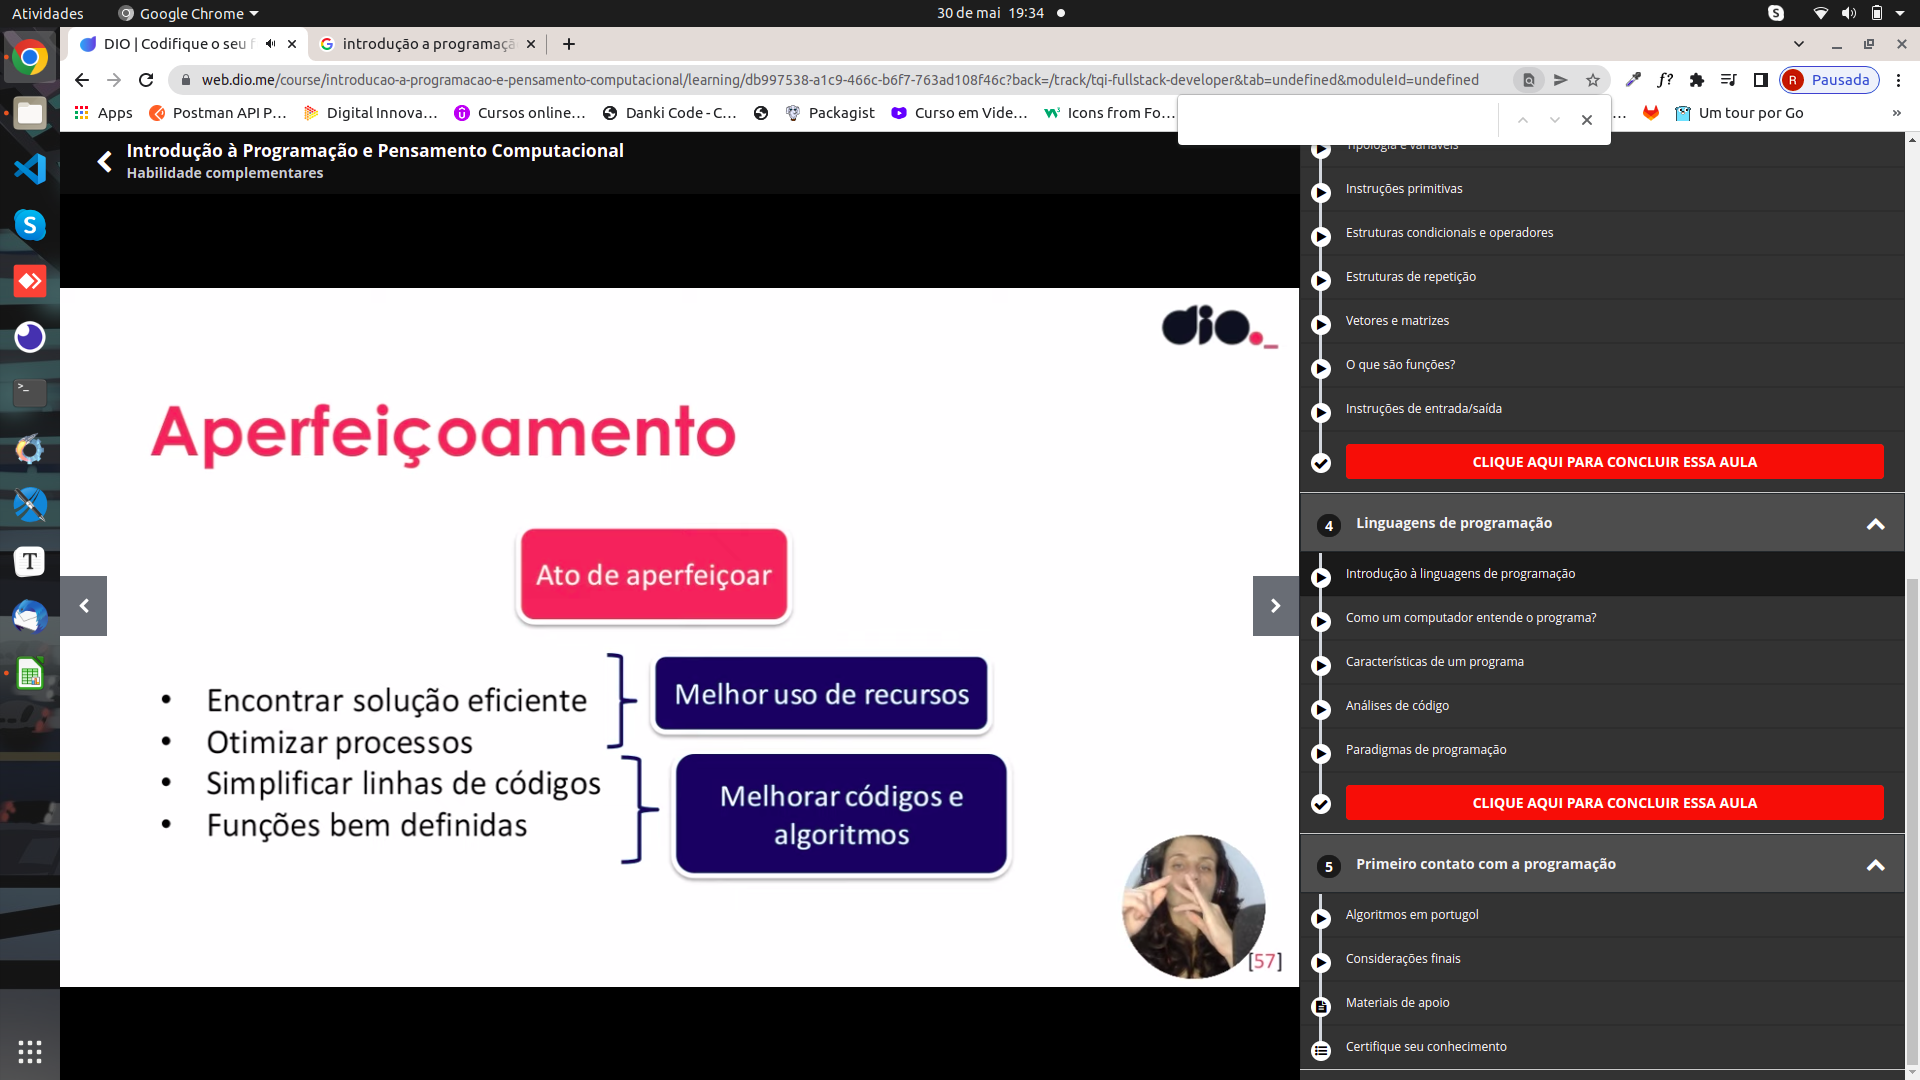 Atividades
Google Chrome
30 de mai 19:34
DIO | Codifique o seu f
introdução a programaçã
web.dio.me/course/introducao-a-programacao-e-pensamento-computacional/learning/db997538-a1c9-466c-b6f7-763ad108f46c?back=/track/tqi-fullstack-developer&tab=undefined&moduleId=undefined
f?
R Pausada
Apps
Postman API P…
Digital Innova…
Cursos online…
Danki Code - C…
Packagist
Curso em Vide…
Icons from Fo…
Um tour por Go
»
Introdução à Programação e Pensamento Computacional
Habilidade complementares
dio
Aperfeiçoamento
Ato de aperfeiçoar
• Encontrar solução eficiente
• Otimizar processos
• Simplificar linhas de códigos
• Funções bem definidas
Melhor uso de recursos
Melhorar códigos e
algoritmos
[57]
Tipologia e variáveis
Instruções primitivas
Estruturas condicionais e operadores
Estruturas de repetição
Vetores e matrizes
O que são funções?
Instruções de entrada/saída
CLIQUE AQUI PARA CONCLUIR ESSA AULA
4 Linguagens de programação
Introdução à linguagens de programação
Como um computador entende o programa?
Características de um programa
Análises de código
Paradigmas de programação
CLIQUE AQUI PARA CONCLUIR ESSA AULA
5 Primeiro contato com a programação
Algoritmos em portugol
Considerações finais
Materiais de apoio
Certifique seu conhecimento